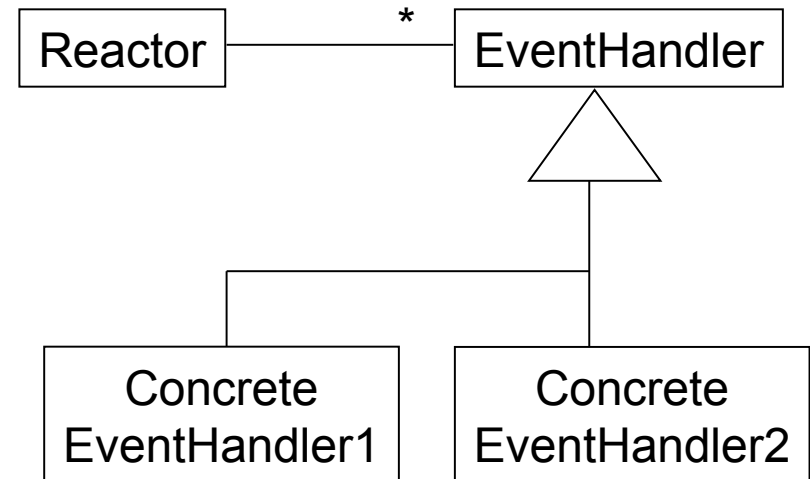 *
Reactor
EventHandler
Concrete
EventHandler1
Concrete
EventHandler2